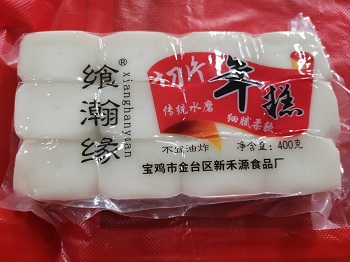 飨瀚缘
®
xianghanyuan
切片
年糕
传统水磨
细腻柔软
不宜油炸 净含量：400克
宝鸡市金台区新禾源食品厂